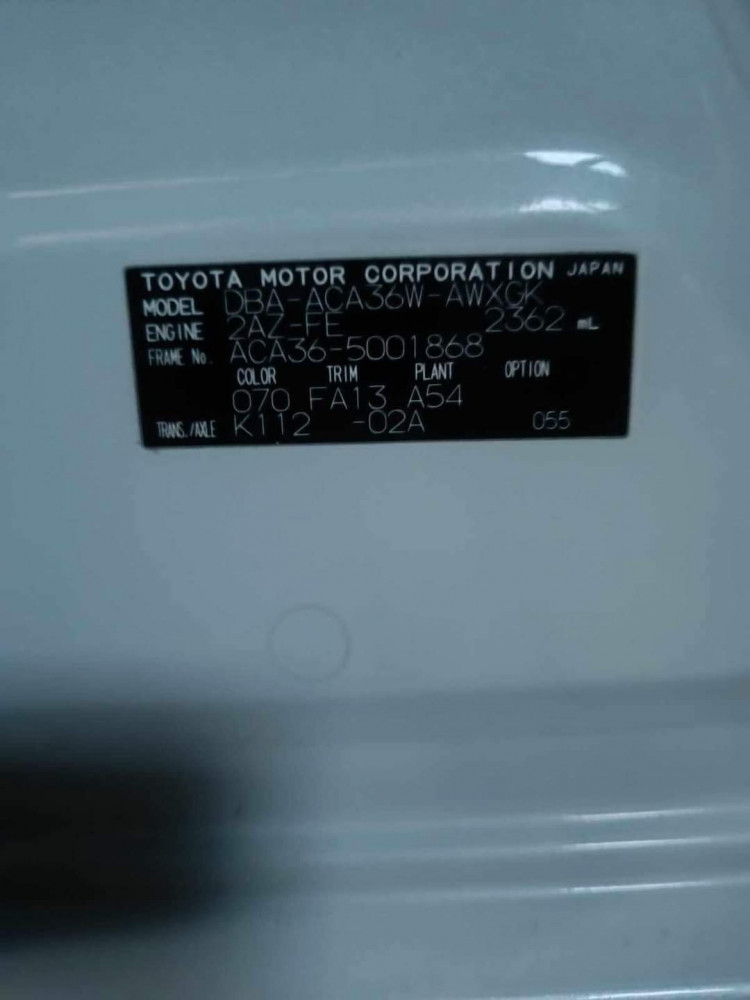 TOYOTA MOTOR CORPORATION JAPAN
MODEL DBA-ACA36W-AWXGK
ENGINE 2AZ-FE 2362 mL
FRAME No. ACA36-5001868
COLOR TRIM PLANT OPTION
070 FA13 A54
TRANS./AXLE K112 -02A 055